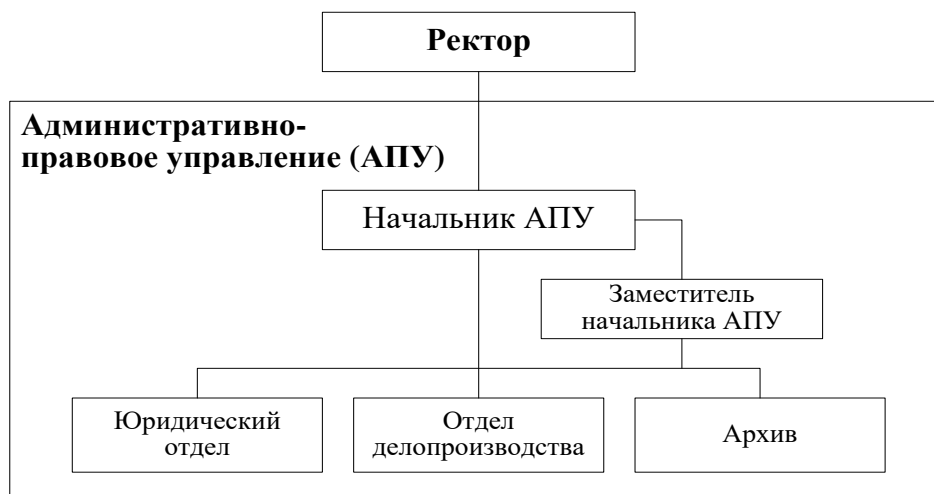 Ректор
Административно-
правовое управление (АПУ)
Начальник АПУ
Заместитель
начальника АПУ
Юридический
отдел
Отдел
делопроизводства
Архив